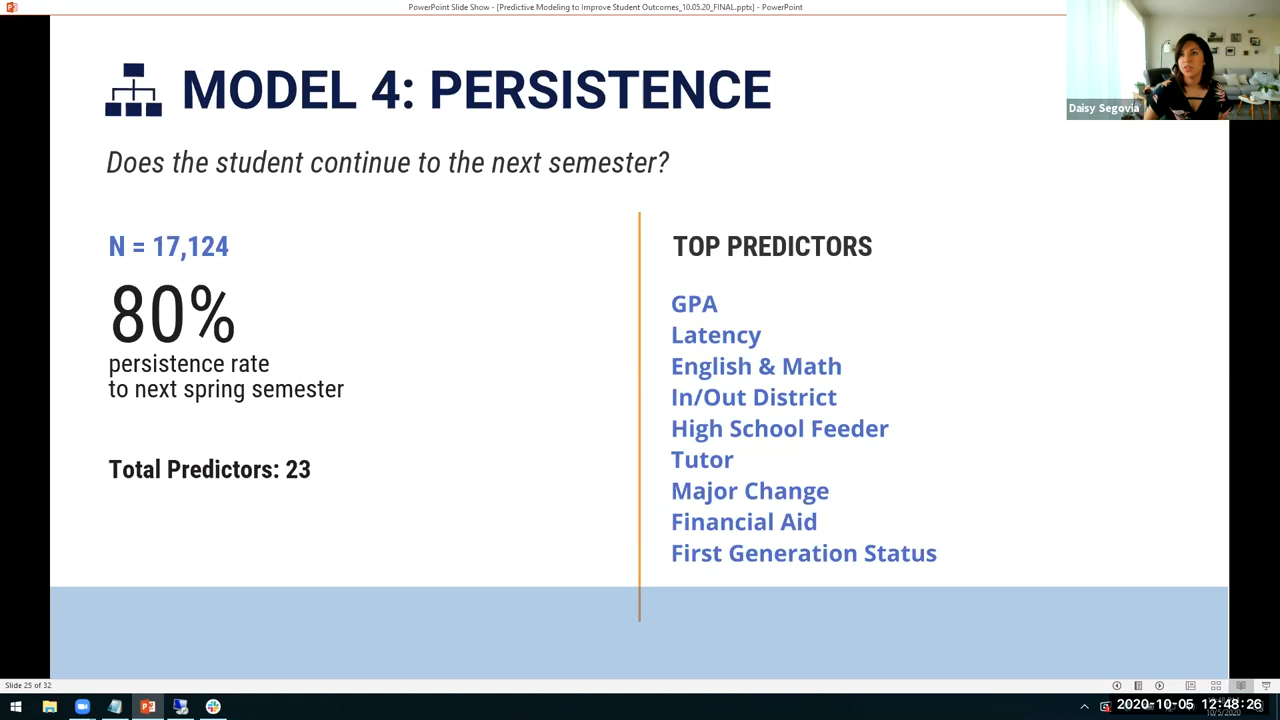 PowerPoint Slide Show - [Predictive Modeling to Improve Student Outcomes_10.05.20_FINAL.pptx] - PowerPoint
Daisy Segovia
MODEL 4: PERSISTENCE
Does the student continue to the next semester?
N = 17,124
80%
persistence rate
to next spring semester
Total Predictors: 23
TOP PREDICTORS
GPA
Latency
English & Math
In/Out District
High School Feeder
Tutor
Major Change
Financial Aid
First Generation Status
Slide 25 of 32
2020-10-05 12:48:26